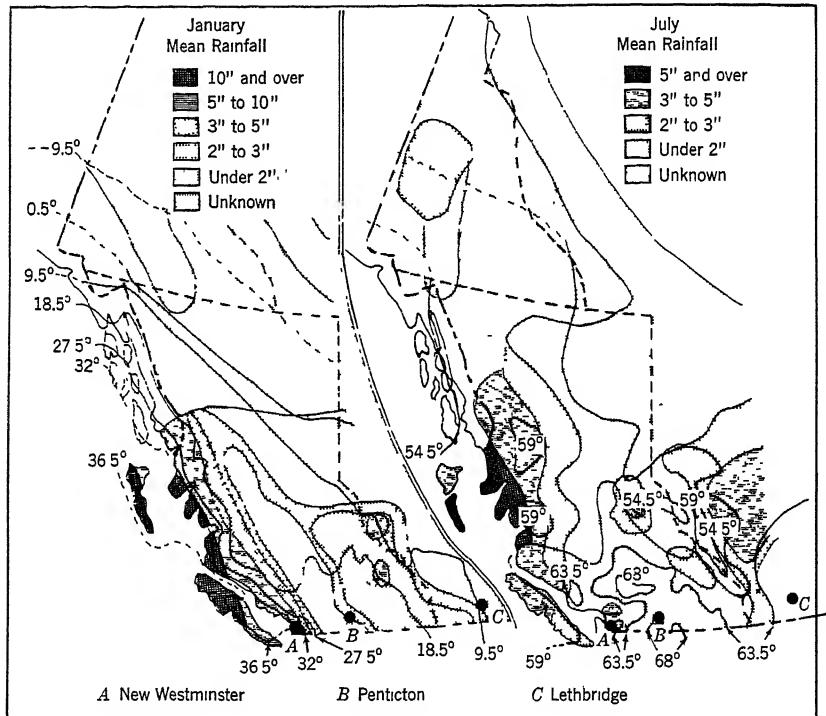 January
Mean Rainfall
10" and over
5" to 10"
3" to 5"
2" to 3"
Under 2"
Unknown
July
Mean Rainfall
5" and over
3" to 5"
2" to 3"
Under 2"
Unknown
-9.5°
0.5°
9.5°
18.5°
27 5°
32°
36 5°
36 5°
32°
27 5°
18.5°
9.5°
A
B
C
54 5°
59°
59°
63 5°
63°
54.5°
59°
54 5°
59°
63.5°
68°
63.5°
A
B
C
A New Westminster B Penticton C Lethbridge